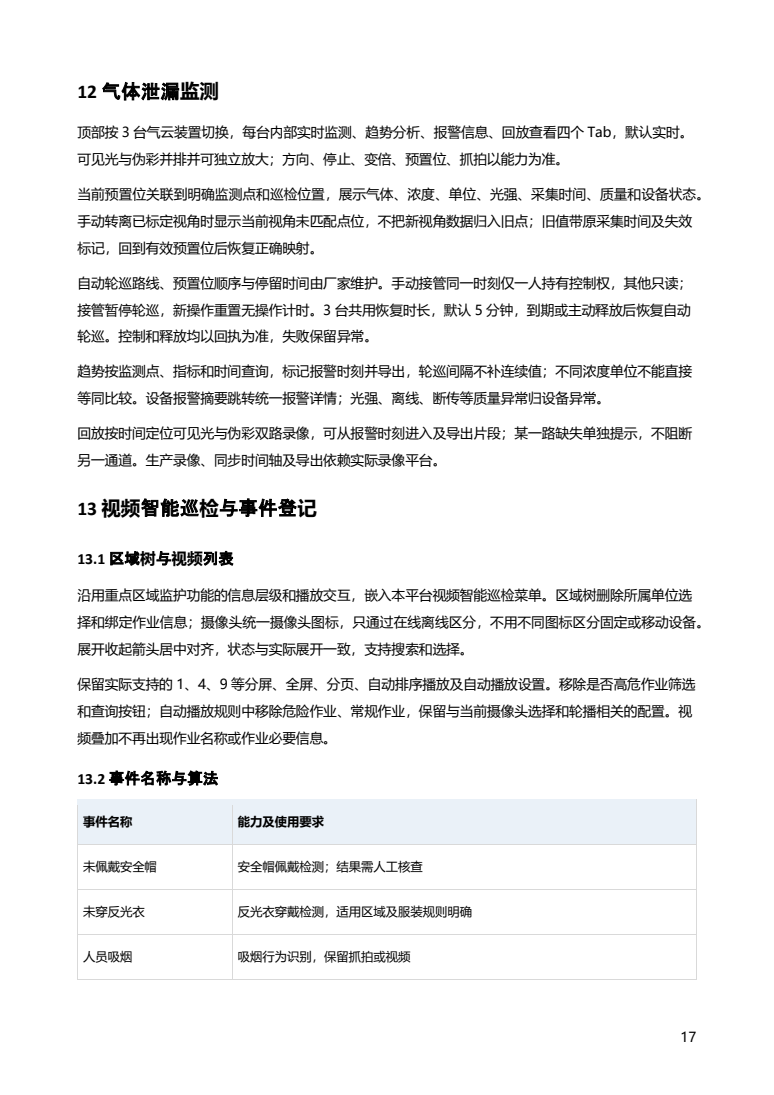 12 气体泄漏监测
顶部按 3 台气云装置切换，每台内部实时监测、趋势分析、报警信息、回放查看四个 Tab，默认实时。
可见光与伪彩并排并可独立放大；方向、停止、变倍、预置位、抓拍以能力为准。
当前预置位关联到明确监测点和巡检位置，展示气体、浓度、单位、光强、采集时间、质量和设备状态。
手动转离已标定视角时显示当前视角未匹配点位，不把新视角数据归入旧点；旧值带原采集时间及失效
标记，回到有效预置位后恢复正确映射。
自动轮巡路线、预置位顺序与停留时间由厂家维护。手动接管同一时刻仅一人持有控制权，其他只读；
接管暂停轮巡，新操作重置无操作计时。3 台共用恢复时长，默认 5 分钟，到期或主动释放后恢复自动
轮巡。控制和释放均以回执为准，失败保留异常。
趋势按监测点、指标和时间查询，标记报警时刻并导出，轮巡间隔不补连续值；不同浓度单位不能直接
等同比较。设备报警摘要跳转统一报警详情；光强、离线、断传等质量异常归设备异常。
回放按时间定位可见光与伪彩双路录像，可从报警时刻进入及导出片段；某一路缺失单独提示，不阻断
另一通道。生产录像、同步时间轴及导出依赖实际录像平台。
13 视频智能巡检与事件登记
13.1 区域树与视频列表
沿用重点区域监护功能的信息层级和播放交互，嵌入本平台视频智能巡检菜单。区域树删除所属单位选
择和绑定作业信息；摄像头统一摄像头图标，只通过在线离线区分，不用不同图标区分固定或移动设备。
展开收起箭头居中对齐，状态与实际展开一致，支持搜索和选择。
保留实际支持的 1、4、9 等分屏、全屏、分页、自动排序播放及自动播放设置。移除是否高危作业筛选
和查询按钮；自动播放规则中移除危险作业、常规作业，保留与当前摄像头选择和轮播相关的配置。视
频叠加不再出现作业名称或作业必要信息。
13.2 事件名称与算法
事件名称 能力及使用要求
未佩戴安全帽 安全帽佩戴检测；结果需人工核查
未穿反光衣 反光衣穿戴检测，适用区域及服装规则明确
人员吸烟 吸烟行为识别，保留抓拍或视频
17